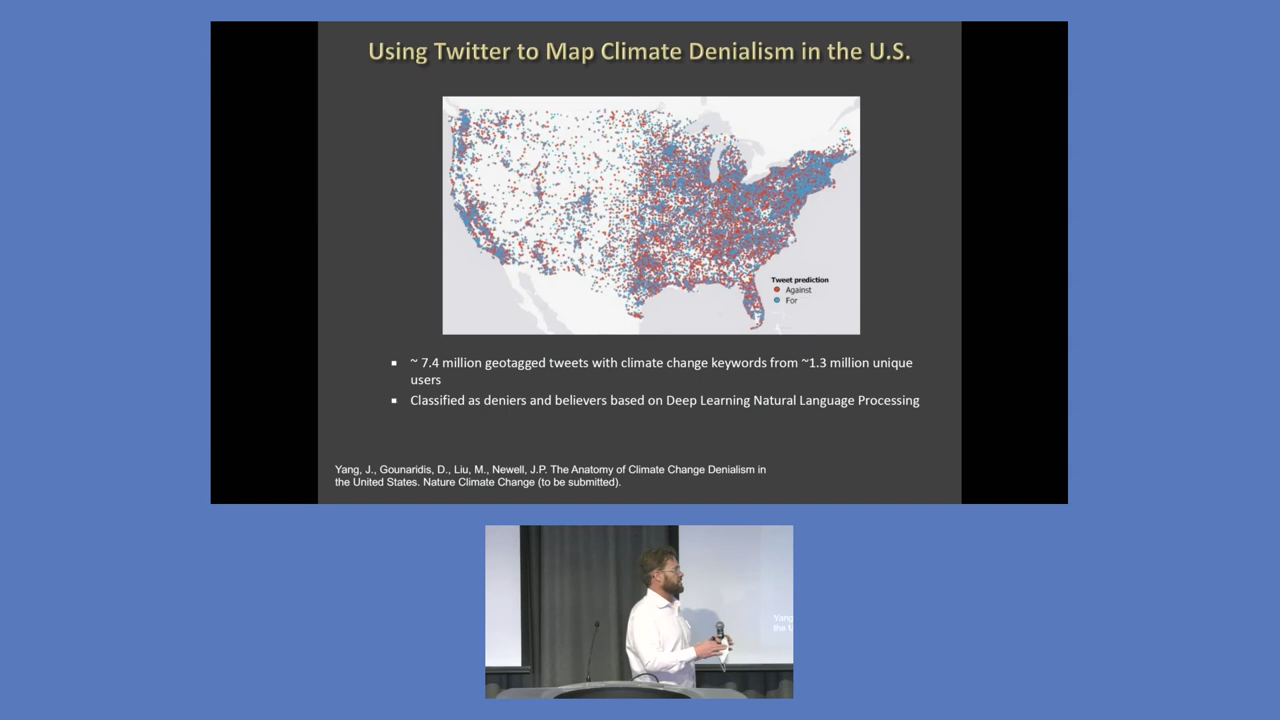 Using Twitter to Map Climate Denialism in the U.S.
Tweet prediction
Against
For
▪ ~ 7.4 million geotagged tweets with climate change keywords from ~1.3 million unique
users
▪ Classified as deniers and believers based on Deep Learning Natural Language Processing
Yang, J., Gounaridis, D., Liu, M., Newell, J.P. The Anatomy of Climate Change Denialism in
the United States. Nature Climate Change (to be submitted).
Yang
the U